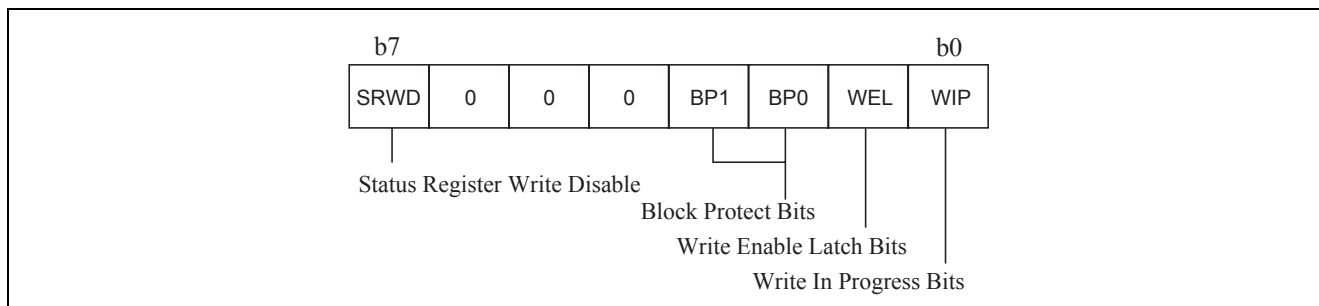 b7 b0
SRWD 0 0 0 BP1 BP0 WEL WIP
Status Register Write Disable
Block Protect Bits
Write Enable Latch Bits
Write In Progress Bits